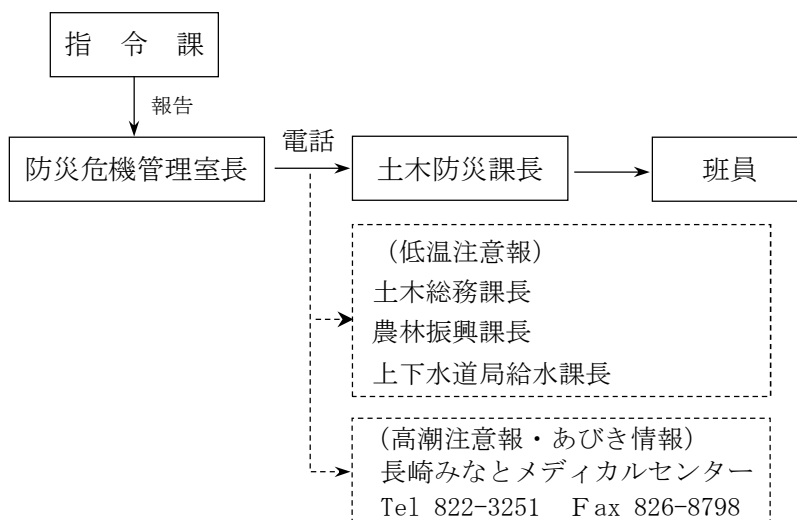 指　令　課
報告
防災危機管理室長
電話
土木防災課長
班員
（低温注意報）
土木総務課長
農林振興課長
上下水道局給水課長
（高潮注意報・あびき情報）
長崎みなとメディカルセンター
Tel 822-3251　Ｆax 826-8798